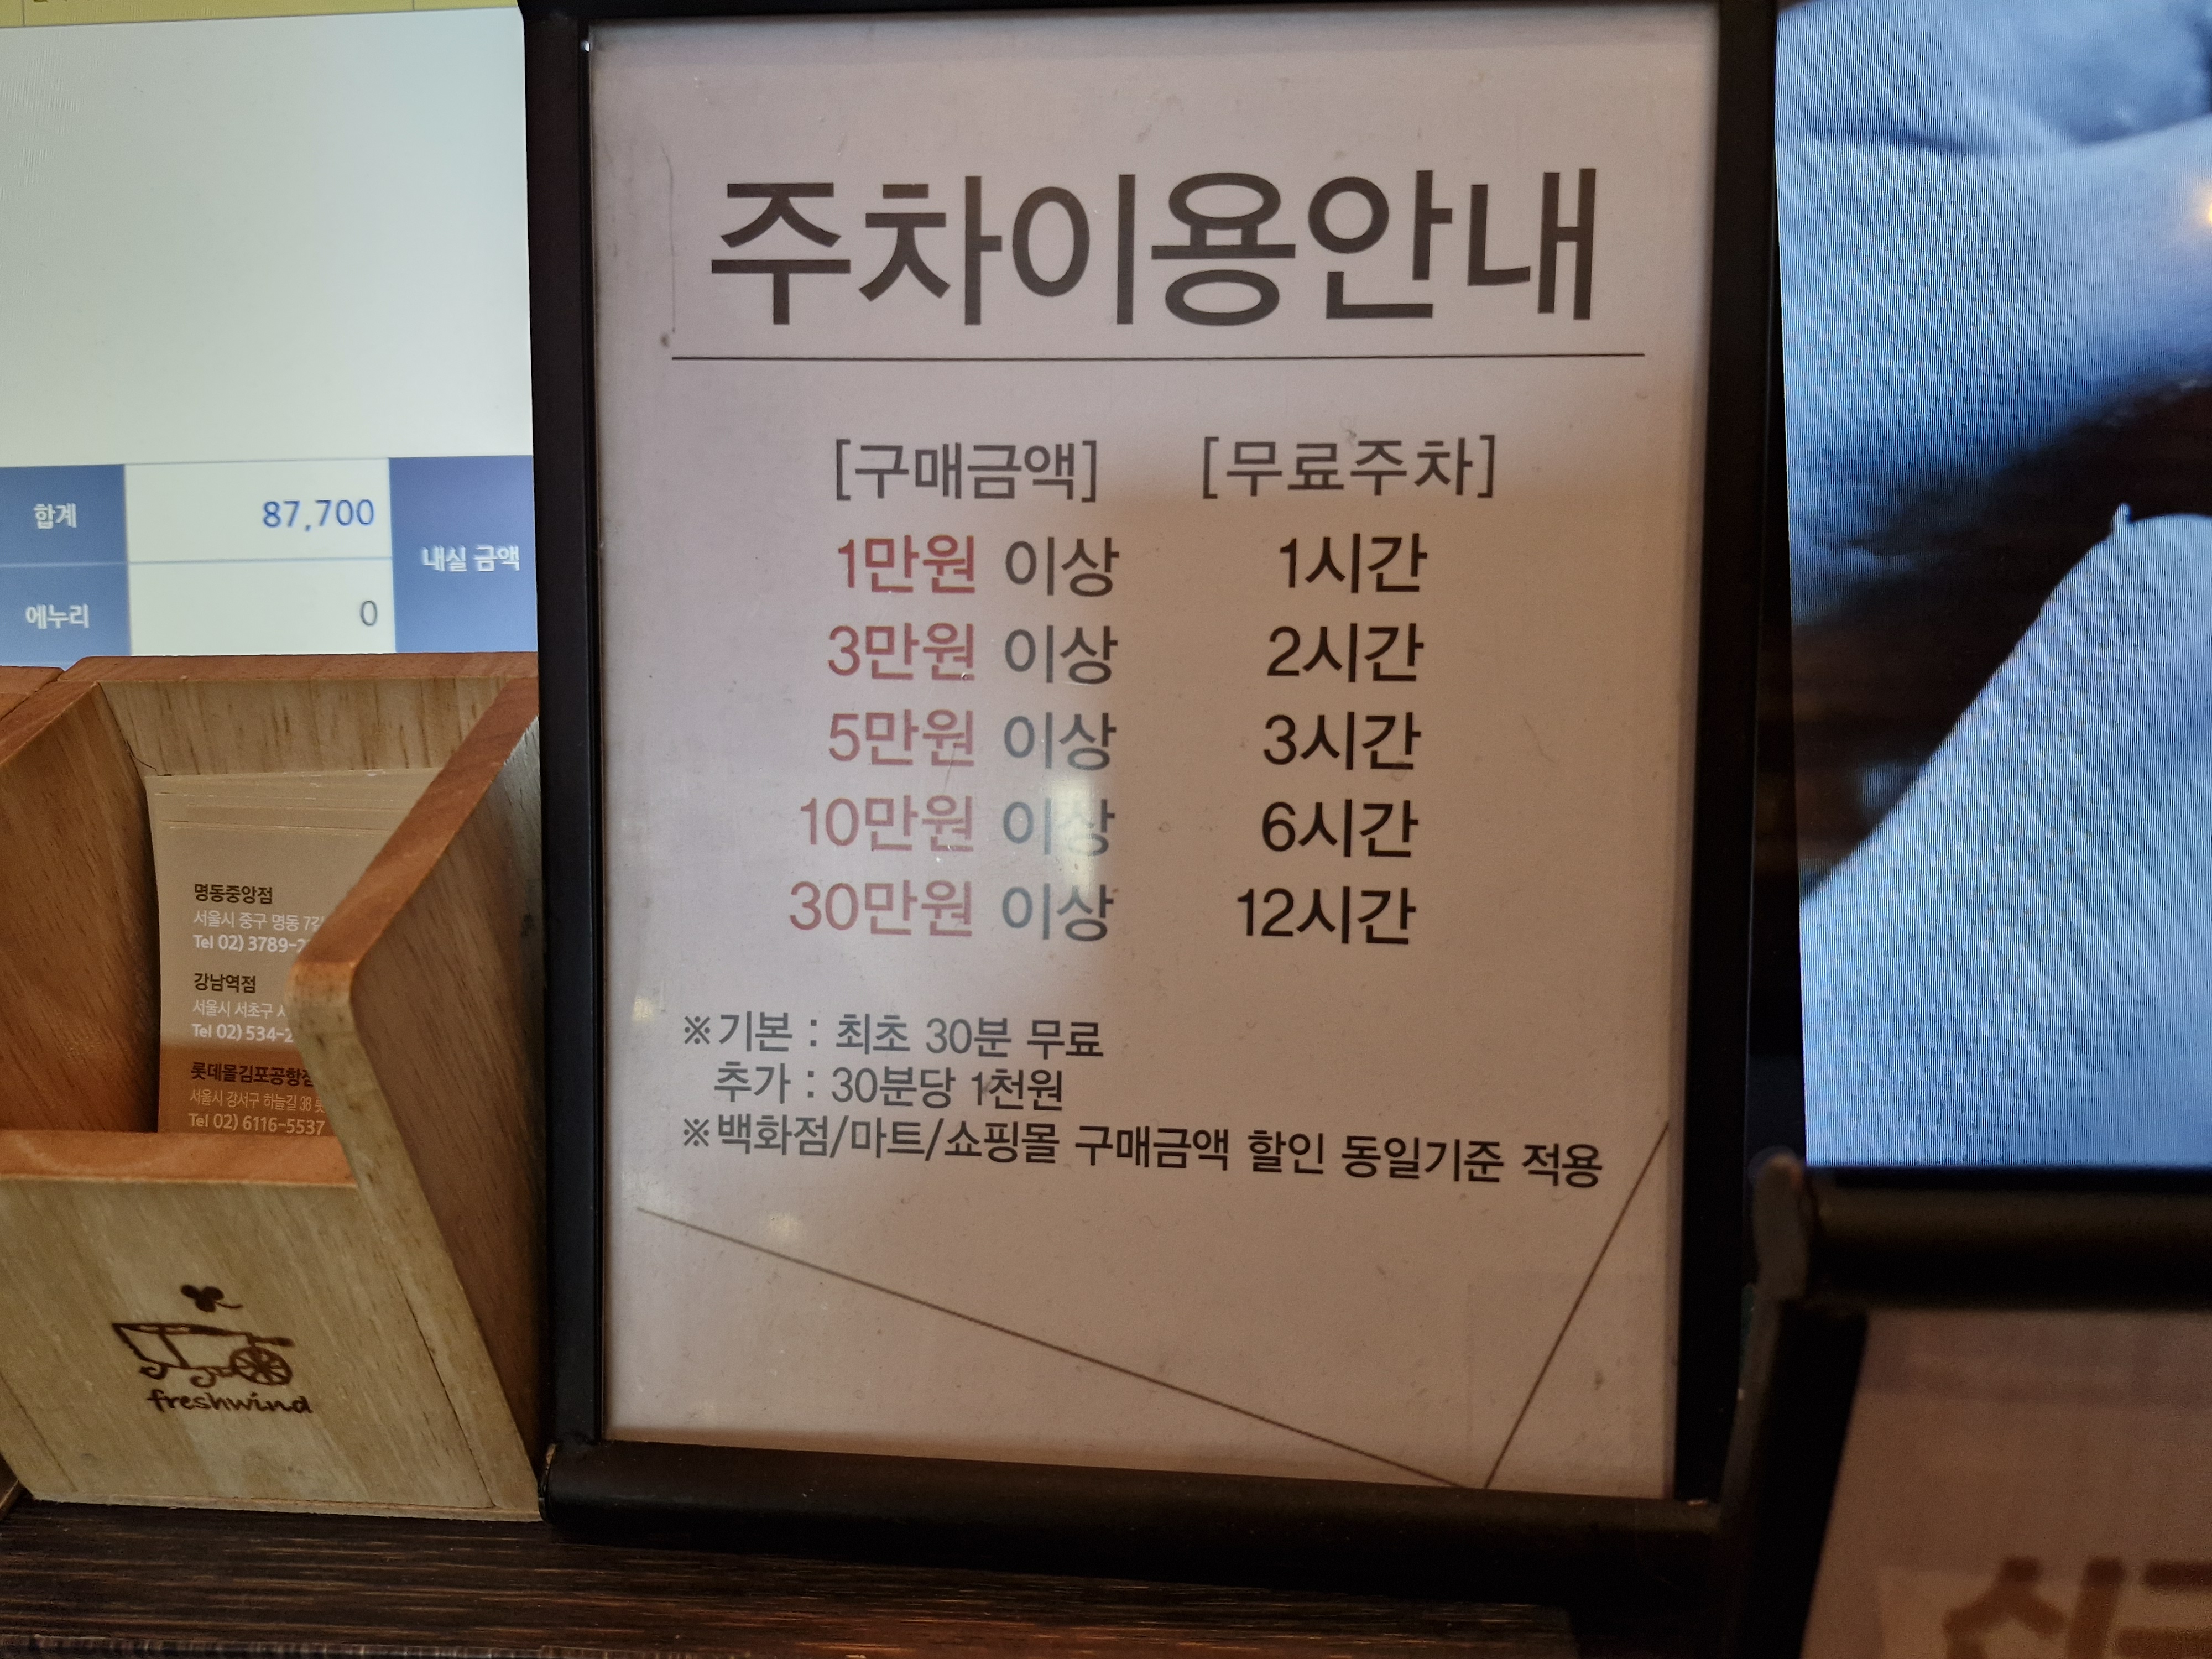 합계 87,700
내실 금액
에누리 0
주차이용안내
[구매금액] [무료주차]
1만원 이상 1시간
3만원 이상 2시간
5만원 이상 3시간
10만원 이상 6시간
30만원 이상 12시간
※기본 : 최초 30분 무료
추가 : 30분당 1천원
※백화점/마트/쇼핑몰 구매금액 할인 동일기준 적용
명동중앙점
서울시 중구 명동 7길
Tel 02) 3789-2
강남역점
서울시 서초구
Tel 02) 534-2
롯데몰김포공항점
서울시 강서구 하늘길 38
Tel 02) 6116-5537
freshwind